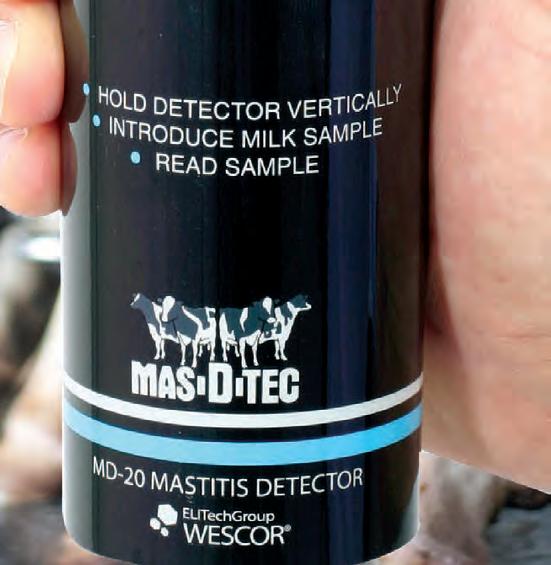 • HOLD DETECTOR VERTICALLY
• INTRODUCE MILK SAMPLE
• READ SAMPLE
MAS·D·TEC
MD-20 MASTITIS DETECTOR
ELITechGroup
WESCOR®